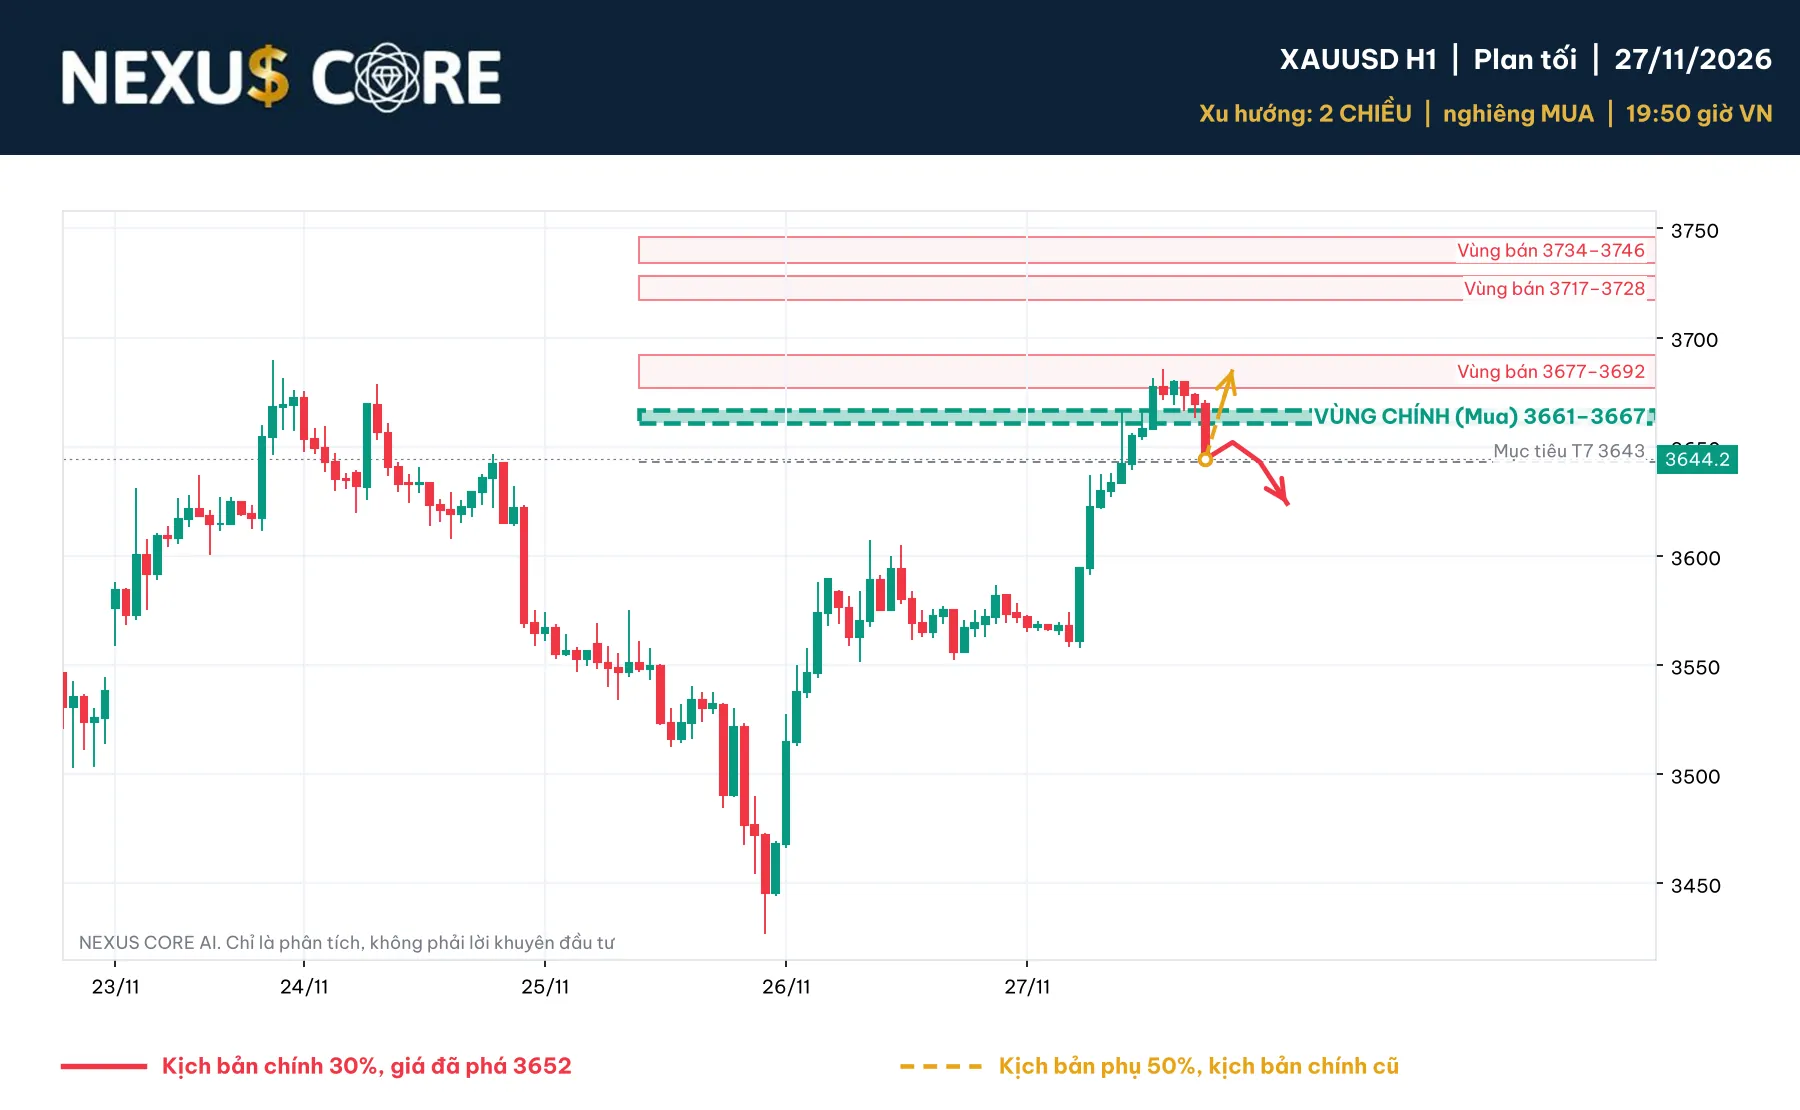 NEXU$ CORE
XAUUSD H1 | Plan tối | 27/11/2026
Xu hướng: 2 CHIỀU | nghiêng MUA | 19:50 giờ VN
3750
Vùng bán 3734–3746
Vùng bán 3717–3728
3700
Vùng bán 3677–3692
VÙNG CHÍNH (Mua) 3661–3667
Mục tiêu T7 3643
3644.2
3600
3550
3500
3450
NEXUS CORE AI. Chỉ là phân tích, không phải lời khuyên đầu tư
23/11 24/11 25/11 26/11 27/11
Kịch bản chính 30%, giá đã phá 3652
Kịch bản phụ 50%, kịch bản chính cũ